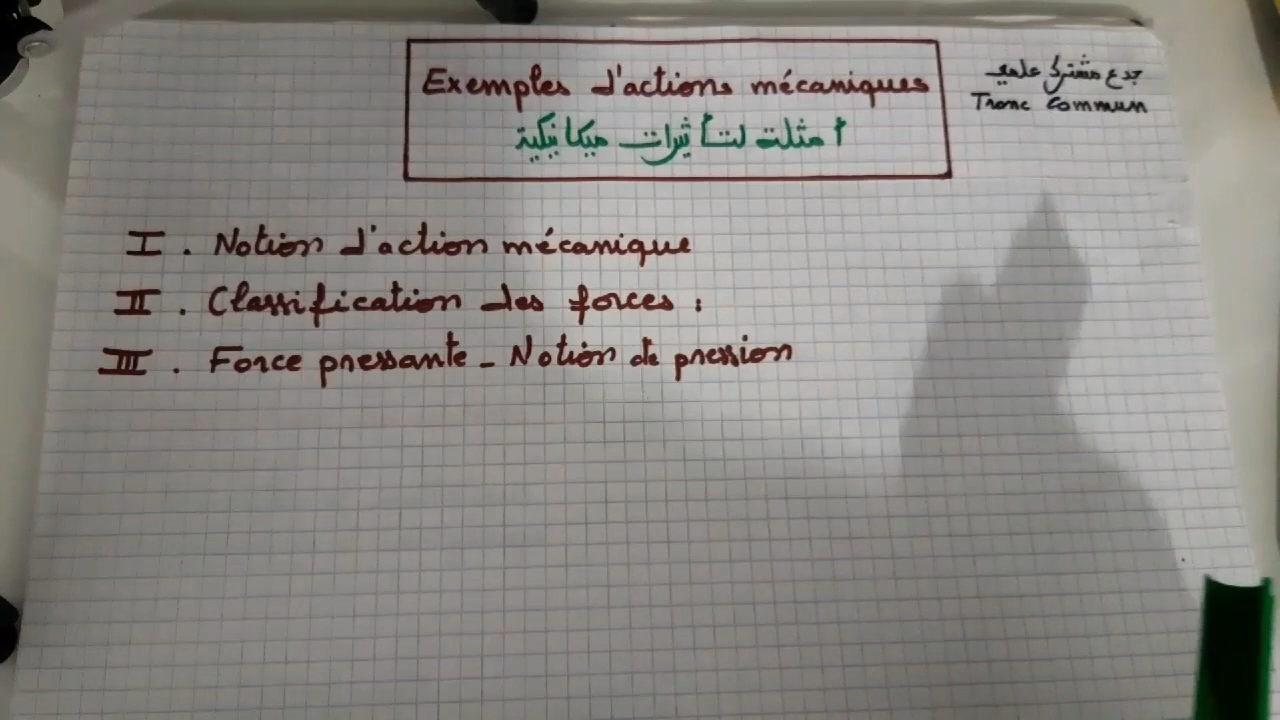 Exemples d'actions mécaniques
أمثلة لتأثيرات ميكانيكية
جدع مشترك علمي
Tronc Commun
I. Notion d'action mécanique
II. Classification des forces :
III. Force pressante - Notion de pression